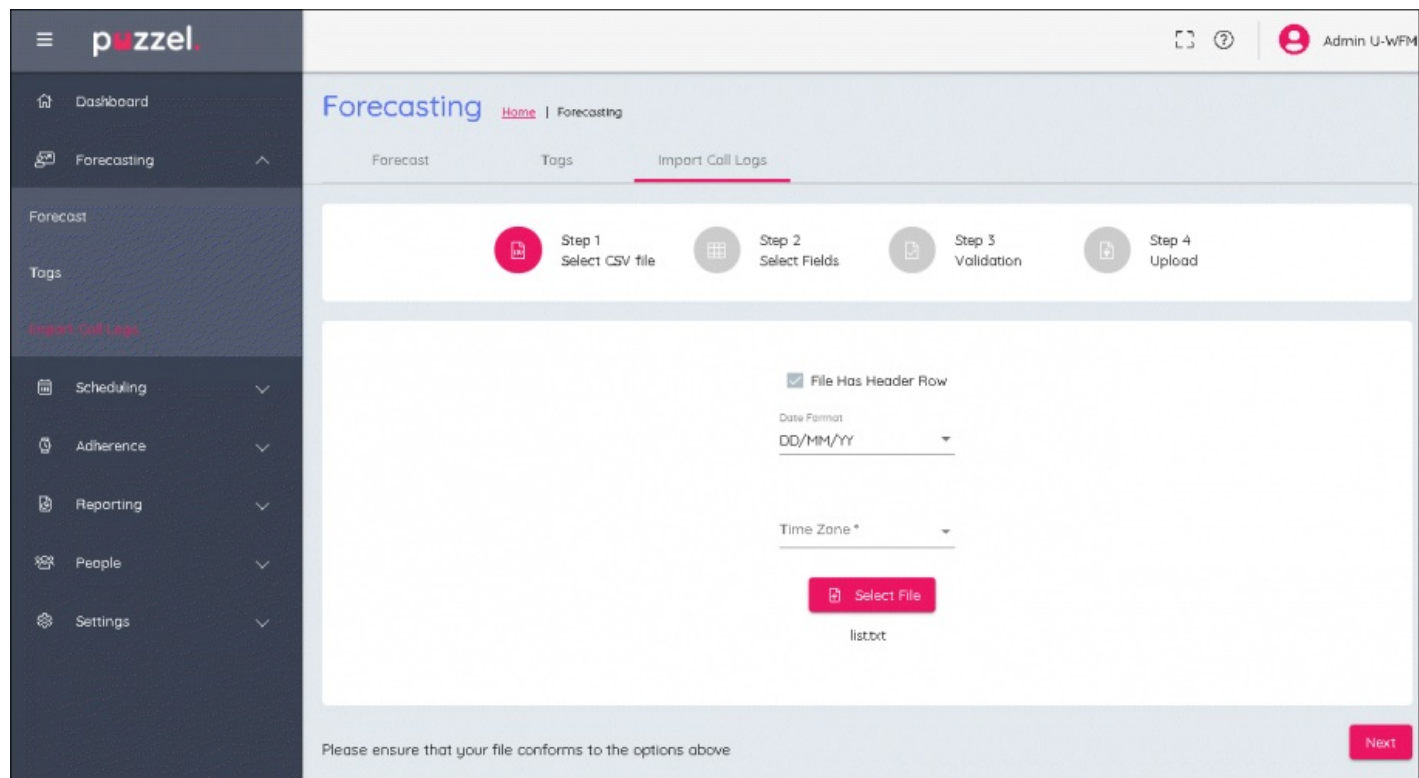 puzzel.
Admin U-WFM
Dashboard
Forecasting
Forecast
Tags
Import Call Logs
Scheduling
Adherence
Reporting
People
Settings
Forecasting Home | Forecasting
Forecast Tags Import Call Logs
Step 1
Select CSV file
Step 2
Select Fields
Step 3
Validation
Step 4
Upload
File Has Header Row
Date Format
DD/MM/YY
Time Zone *
Select File
list.txt
Please ensure that your file conforms to the options above
Next